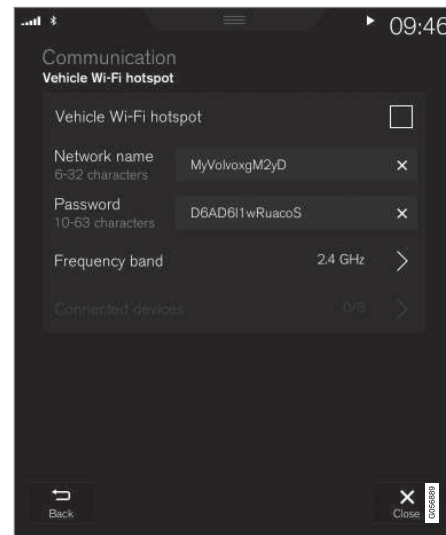 09:46
Communication
Vehicle Wi-Fi hotspot
Vehicle Wi-Fi hotspot
Network name
6-32 characters
MyVolvoxgM2yD
Password
10-63 characters
D6AD6I1wRuacoS
Frequency band
2.4 GHz
Connected devices
0/8
Back
Close
G056889